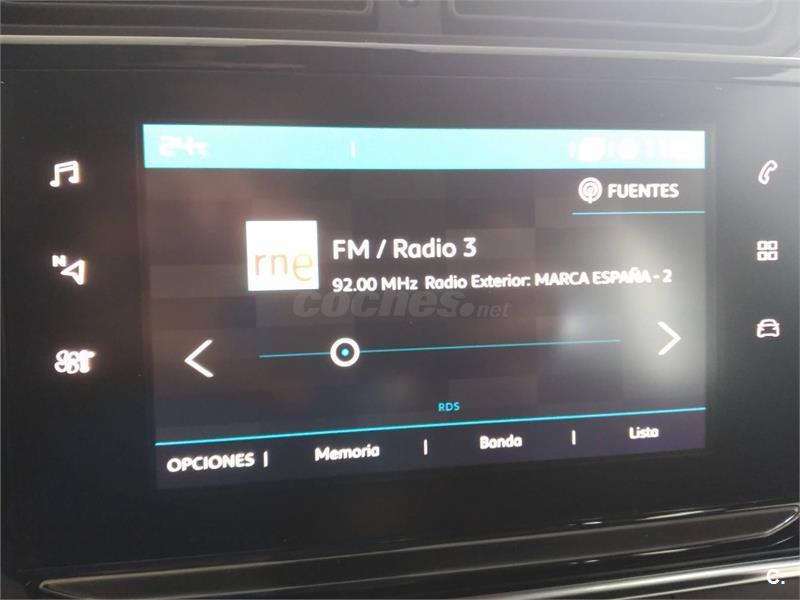 24°C
FUENTES
rne
FM / Radio 3
92.00 MHz Radio Exterior: MARCA ESPAÑA - 2
coches.net
N
RDS
OPCIONES | Memoria | Banda | Lista
c.